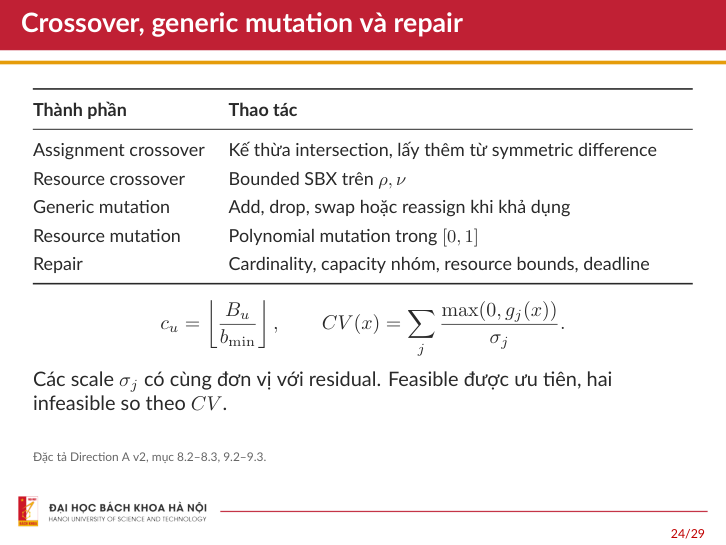 Crossover, generic mutation và repair
Thành phần Thao tác
Assignment crossover Kế thừa intersection, lấy thêm từ symmetric difference
Resource crossover Bounded SBX trên ρ, ν
Generic mutation Add, drop, swap hoặc reassign khi khả dụng
Resource mutation Polynomial mutation trong [0, 1]
Repair Cardinality, capacity nhóm, resource bounds, deadline
c_u = ⌊B_u / b_min⌋, CV(x) = ∑_j max(0, g_j(x)) / σ_j.
Các scale σ_j có cùng đơn vị với residual. Feasible được ưu tiên, hai
infeasible so theo CV.
Đặc tả Direction A v2, mục 8.2–8.3, 9.2–9.3.
ĐẠI HỌC BÁCH KHOA HÀ NỘI
HANOI UNIVERSITY OF SCIENCE AND TECHNOLOGY
24/29